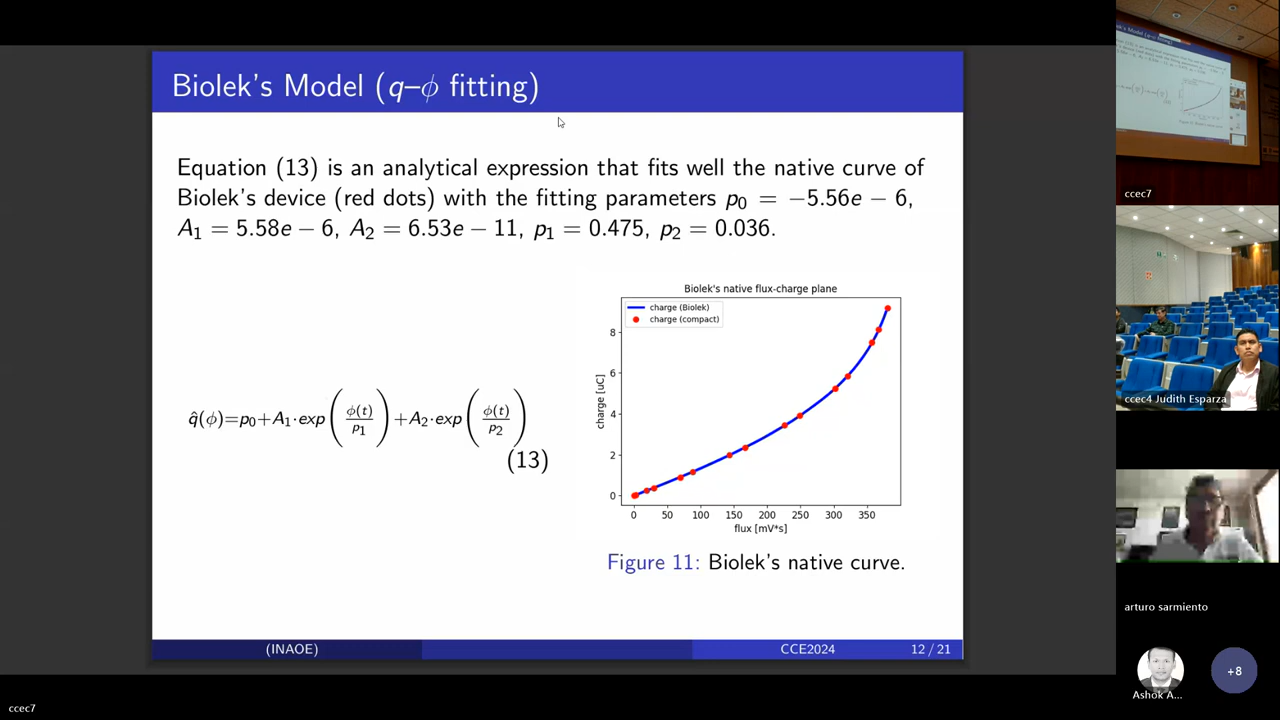 Biolek's Model (q–ϕ fitting)
Equation (13) is an analytical expression that fits well the native curve of
Biolek's device (red dots) with the fitting parameters p₀ = −5.56e − 6,
A₁ = 5.58e − 6, A₂ = 6.53e − 11, p₁ = 0.475, p₂ = 0.036.
q̂(ϕ)=p₀+A₁·exp(ϕ(t)/p₁)+A₂·exp(ϕ(t)/p₂)
(13)
Biolek's native flux-charge plane
charge (Biolek)
charge (compact)
charge [uC]
8
6
4
2
0
0 50 100 150 200 250 300 350
flux [mV*s]
Figure 11: Biolek's native curve.
(INAOE) CCE2024 12 / 21
ccec7
ccec4 Judith Esparza
arturo sarmiento
Ashok A...
+8
ccec7